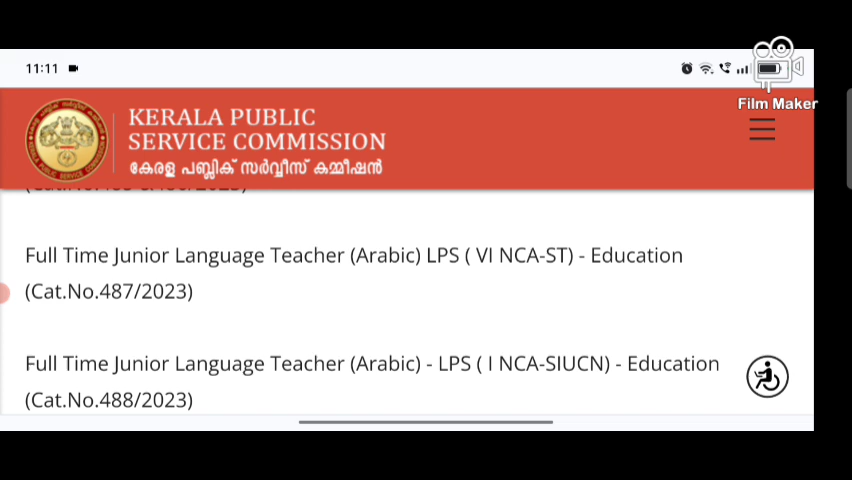 11:11
Film Maker
KERALA PUBLIC
SERVICE COMMISSION
കേരള പബ്ലിക് സർവ്വീസ് കമ്മീഷൻ
Full Time Junior Language Teacher (Arabic) LPS ( VI NCA-ST) - Education
(Cat.No.487/2023)
Full Time Junior Language Teacher (Arabic) - LPS ( I NCA-SIUCN) - Education
(Cat.No.488/2023)